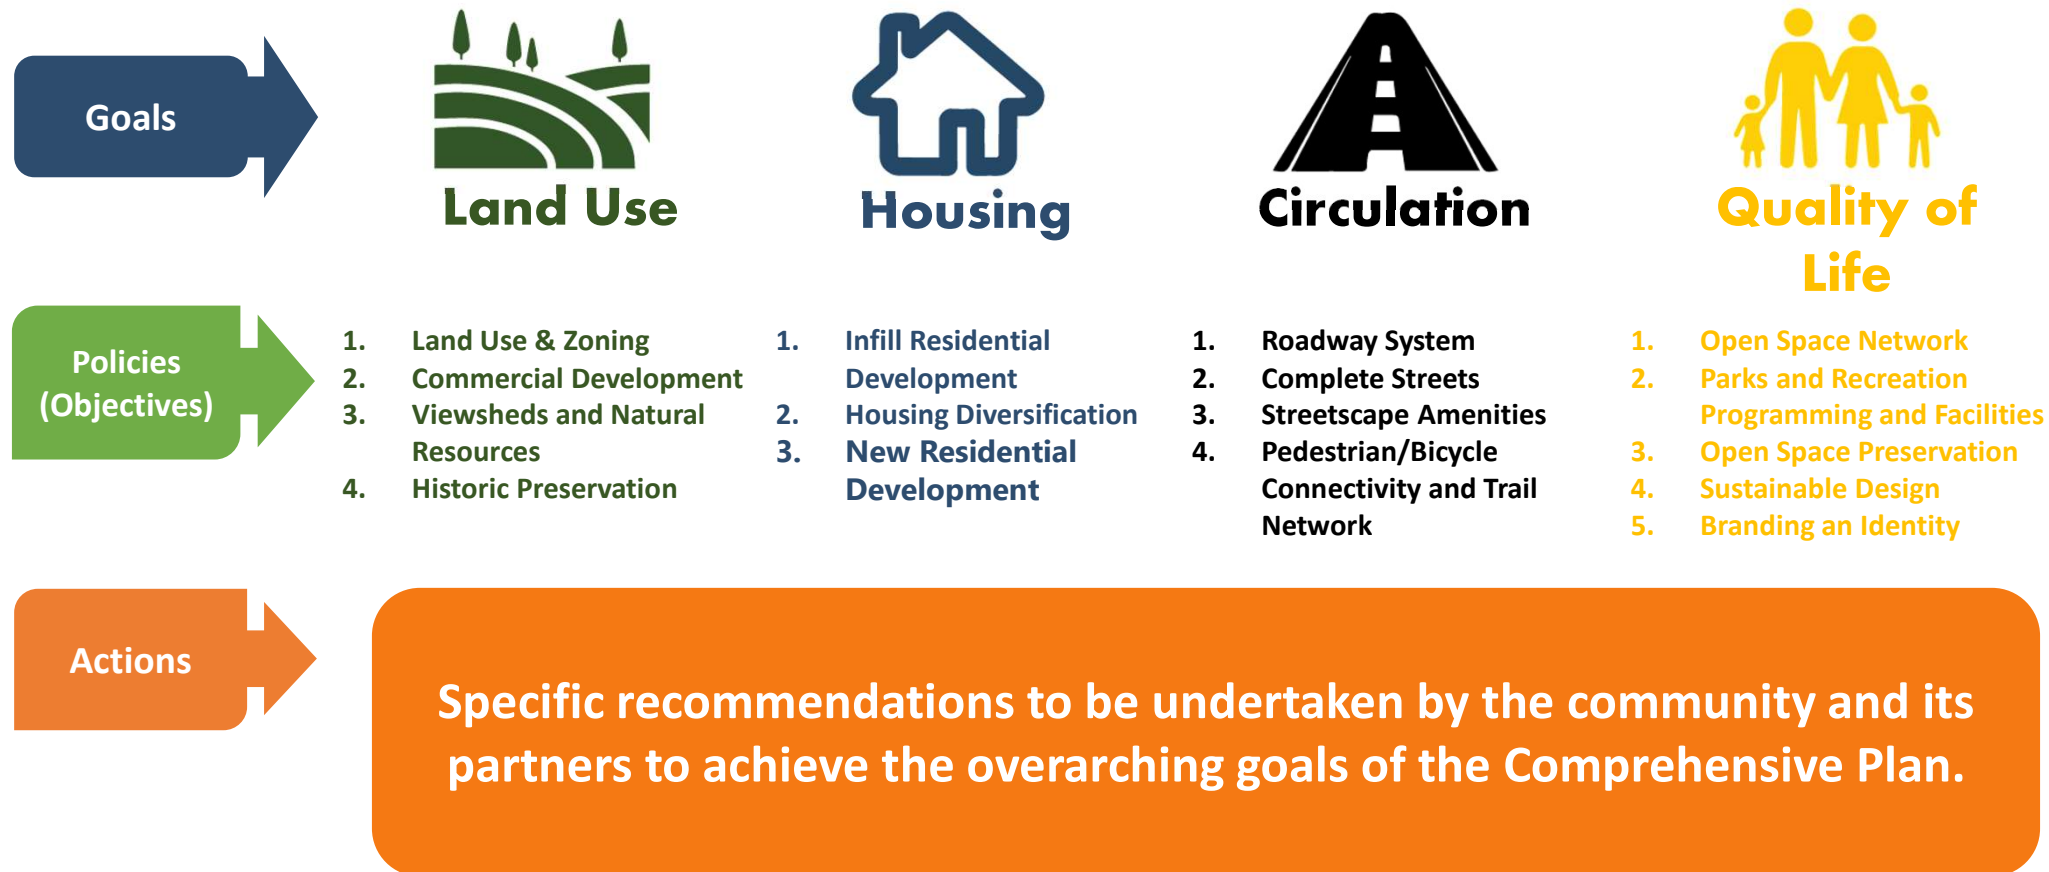 Goals
Land Use
Housing
Circulation
Quality of
Life
Policies
(Objectives)
1. Land Use & Zoning
2. Commercial Development
3. Viewsheds and Natural
Resources
4. Historic Preservation
1. Infill Residential
Development
2. Housing Diversification
3. New Residential
Development
1. Roadway System
2. Complete Streets
3. Streetscape Amenities
4. Pedestrian/Bicycle
Connectivity and Trail
Network
1. Open Space Network
2. Parks and Recreation
Programming and Facilities
3. Open Space Preservation
4. Sustainable Design
5. Branding an Identity
Actions
Specific recommendations to be undertaken by the community and its
partners to achieve the overarching goals of the Comprehensive Plan.